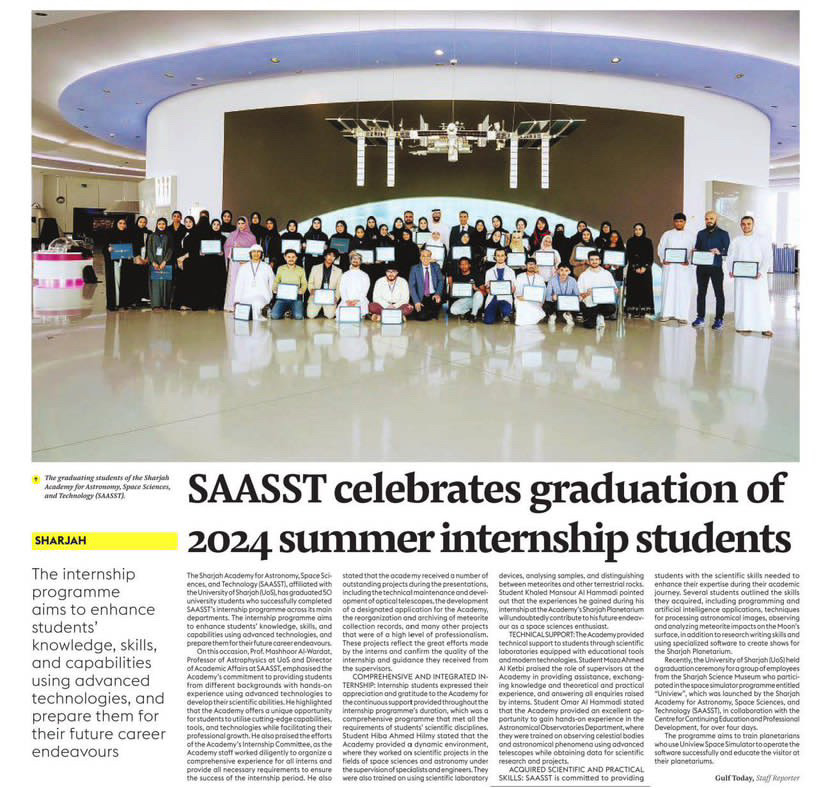 The graduating students of the Sharjah
Academy for Astronomy, Space Sciences,
and Technology (SAASST).
SAASST celebrates graduation of
2024 summer internship students
SHARJAH
The internship
programme
aims to enhance
students'
knowledge, skills,
and capabilities
using advanced
technologies, and
prepare them for
their future career
endeavours
The Sharjah Academy for Astronomy, Space Sci-
ences, and Technology (SAASST), affiliated with
the University of Sharjah (UoS), has graduated 50
university students who successfully completed
SAASST's internship programme across its main
departments. The internship programme aims
to enhance students' knowledge, skills, and
capabilities using advanced technologies, and
prepare them for their future career endeavours.
On this occasion, Prof. Mashhoor Al-Wardat,
Professor of Astrophysics at UoS and Director
of Academic Affairs at SAASST, emphasised the
Academy's commitment to providing students
from different backgrounds with hands-on
experience using advanced technologies to
develop their scientific abilities. He highlighted
that the Academy offers a unique opportunity
for students to utilise cutting-edge capabilities,
tools, and technologies while facilitating their
professional growth. He also praised the efforts
of the Academy's Internship Committee, as the
Academy staff worked diligently to organize a
comprehensive experience for all interns and
provide all necessary requirements to ensure
the success of the internship period. He also
stated that the academy received a number of
outstanding projects during the presentations,
including the technical maintenance and devel-
opment of optical telescopes, the development
of a designated application for the Academy,
the reorganization and archiving of meteorite
collection records, and many other projects
that were of a high level of professionalism.
These projects reflect the great efforts made
by the interns and confirm the quality of the
internship and guidance they received from
the supervisors.
COMPREHENSIVE AND INTEGRATED IN-
TERNSHIP: Internship students expressed their
appreciation and gratitude to the Academy for
the continuous support provided throughout the
internship programme's duration, which was a
comprehensive programme that met all the
requirements of students' scientific disciplines.
Student Hiba Ahmed Hilmy stated that the
Academy provided a dynamic environment,
where they worked on scientific projects in the
fields of space sciences and astronomy under
the supervision of specialists and engineers. They
were also trained on using scientific laboratory
devices, analysing samples, and distinguishing
between meteorites and other terrestrial rocks.
Student Khaled Mansour Al Hammadi pointed
out that the experiences he gained during his
internship at the Academy's Sharjah Planetarium
will undoubtedly contribute to his future endeav-
our as a space sciences enthusiast.
TECHNICAL SUPPORT: The Academy provided
technical support to students through scientific
laboratories equipped with educational tools
and modern technologies. Student Moza Ahmed
Al Ketbi praised the role of supervisors at the
Academy in providing assistance, exchang-
ing knowledge and theoretical and practical
experience, and answering all enquiries raised
by interns. Student Omar Al Hammadi stated
that the Academy provided an excellent op-
portunity to gain hands-on experience in the
Astronomical Observations Department, where
they were trained on observing celestial bodies
and astronomical phenomena using advanced
telescopes while obtaining data for scientific
research and projects.
ACQUIRED SCIENTIFIC AND PRACTICAL
SKILLS: SAASST is committed to providing
students with the scientific skills needed to
enhance their expertise during their academic
journey. Several students outlined the skills
they acquired, including programming and
artificial intelligence applications, techniques
for processing astronomical images, observing
and analyzing meteorite impacts on the Moon's
surface, in addition to research writing skills and
using specialized software to create shows for
the Sharjah Planetarium.
Recently, the University of Sharjah (UoS) held
a graduation ceremony for a group of employees
from the Sharjah Science Museum who partici-
pated in the space simulator programme entitled
"Uniview", which was launched by the Sharjah
Academy for Astronomy, Space Sciences, and
Technology (SAASST), in collaboration with the
Centre for Continuing Education and Professional
Development, for over four days.
The programme aims to train planetarians
who use Uniview Space Simulator to operate the
software successfully and educate the visitor at
their planetariums.
Gulf Today, Staff Reporter